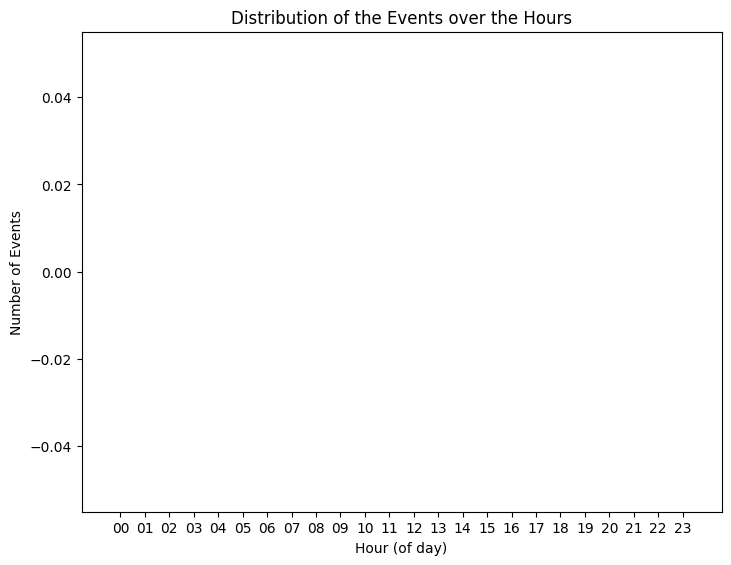 Distribution of the Events over the Hours
Number of Events
0.04
0.02
0.00
−0.02
−0.04
00 01 02 03 04 05 06 07 08 09 10 11 12 13 14 15 16 17 18 19 20 21 22 23
Hour (of day)